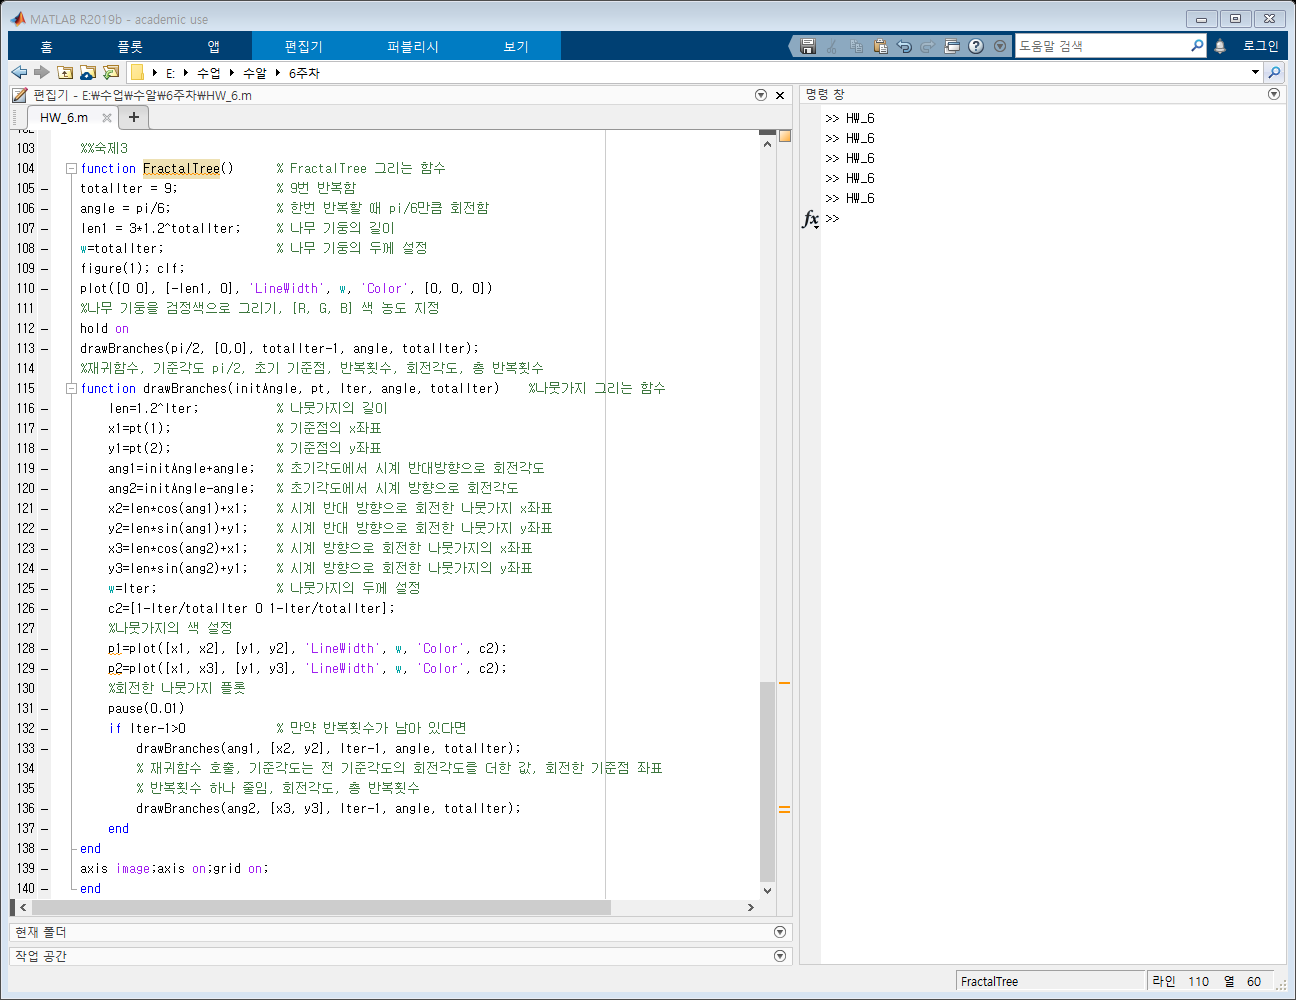 MATLAB R2019b - academic use
홈 플롯 앱 편집기 퍼블리시 보기 도움말 검색 로그인
E: 수업 수알 6주차
편집기 - E:₩수업₩수알₩6주차₩HW_6.m
HW_6.m
103 %%숙제3
104 function FractalTree() % FractalTree 그리는 함수
105 – totalIter = 9; % 9번 반복함
106 – angle = pi/6; % 한번 반복할 때 pi/6만큼 회전함
107 – len1 = 3*1.2^totalIter; % 나무 기둥의 길이
108 – w=totalIter; % 나무 기둥의 두께 설정
109 – figure(1); clf;
110 – plot([0 0], [-len1, 0], 'LineWidth', w, 'Color', [0, 0, 0])
111 %나무 기둥을 검정색으로 그리기, [R, G, B] 색 농도 지정
112 – hold on
113 – drawBranches(pi/2, [0,0], totalIter-1, angle, totalIter);
114 %재귀함수, 기준각도 pi/2, 초기 기준점, 반복횟수, 회전각도, 총 반복횟수
115 function drawBranches(initAngle, pt, Iter, angle, totalIter) %나뭇가지 그리는 함수
116 – len=1.2^Iter; % 나뭇가지의 길이
117 – x1=pt(1); % 기준점의 x좌표
118 – y1=pt(2); % 기준점의 y좌표
119 – ang1=initAngle+angle; % 초기각도에서 시계 반대방향으로 회전각도
120 – ang2=initAngle-angle; % 초기각도에서 시계 방향으로 회전각도
121 – x2=len*cos(ang1)+x1; % 시계 반대 방향으로 회전한 나뭇가지 x좌표
122 – y2=len*sin(ang1)+y1; % 시계 반대 방향으로 회전한 나뭇가지 y좌표
123 – x3=len*cos(ang2)+x1; % 시계 방향으로 회전한 나뭇가지의 x좌표
124 – y3=len*sin(ang2)+y1; % 시계 방향으로 회전한 나뭇가지의 y좌표
125 – w=Iter; % 나뭇가지의 두께 설정
126 – c2=[1-Iter/totalIter 0 1-Iter/totalIter];
127 %나뭇가지의 색 설정
128 – p1=plot([x1, x2], [y1, y2], 'LineWidth', w, 'Color', c2);
129 – p2=plot([x1, x3], [y1, y3], 'LineWidth', w, 'Color', c2);
130 %회전한 나뭇가지 플롯
131 – pause(0.01)
132 – if Iter-1>0 % 만약 반복횟수가 남아 있다면
133 – drawBranches(ang1, [x2, y2], Iter-1, angle, totalIter);
134 % 재귀함수 호출, 기준각도는 전 기준각도의 회전각도를 더한 값, 회전한 기준점 좌표
135 % 반복횟수 하나 줄임, 회전각도, 총 반복횟수
136 – drawBranches(ang2, [x3, y3], Iter-1, angle, totalIter);
137 – end
138 – end
139 – axis image;axis on;grid on;
140 – end
현재 폴더
작업 공간
명령 창
>> HW_6
>> HW_6
>> HW_6
>> HW_6
>> HW_6
fx >>
FractalTree 라인 110 열 60